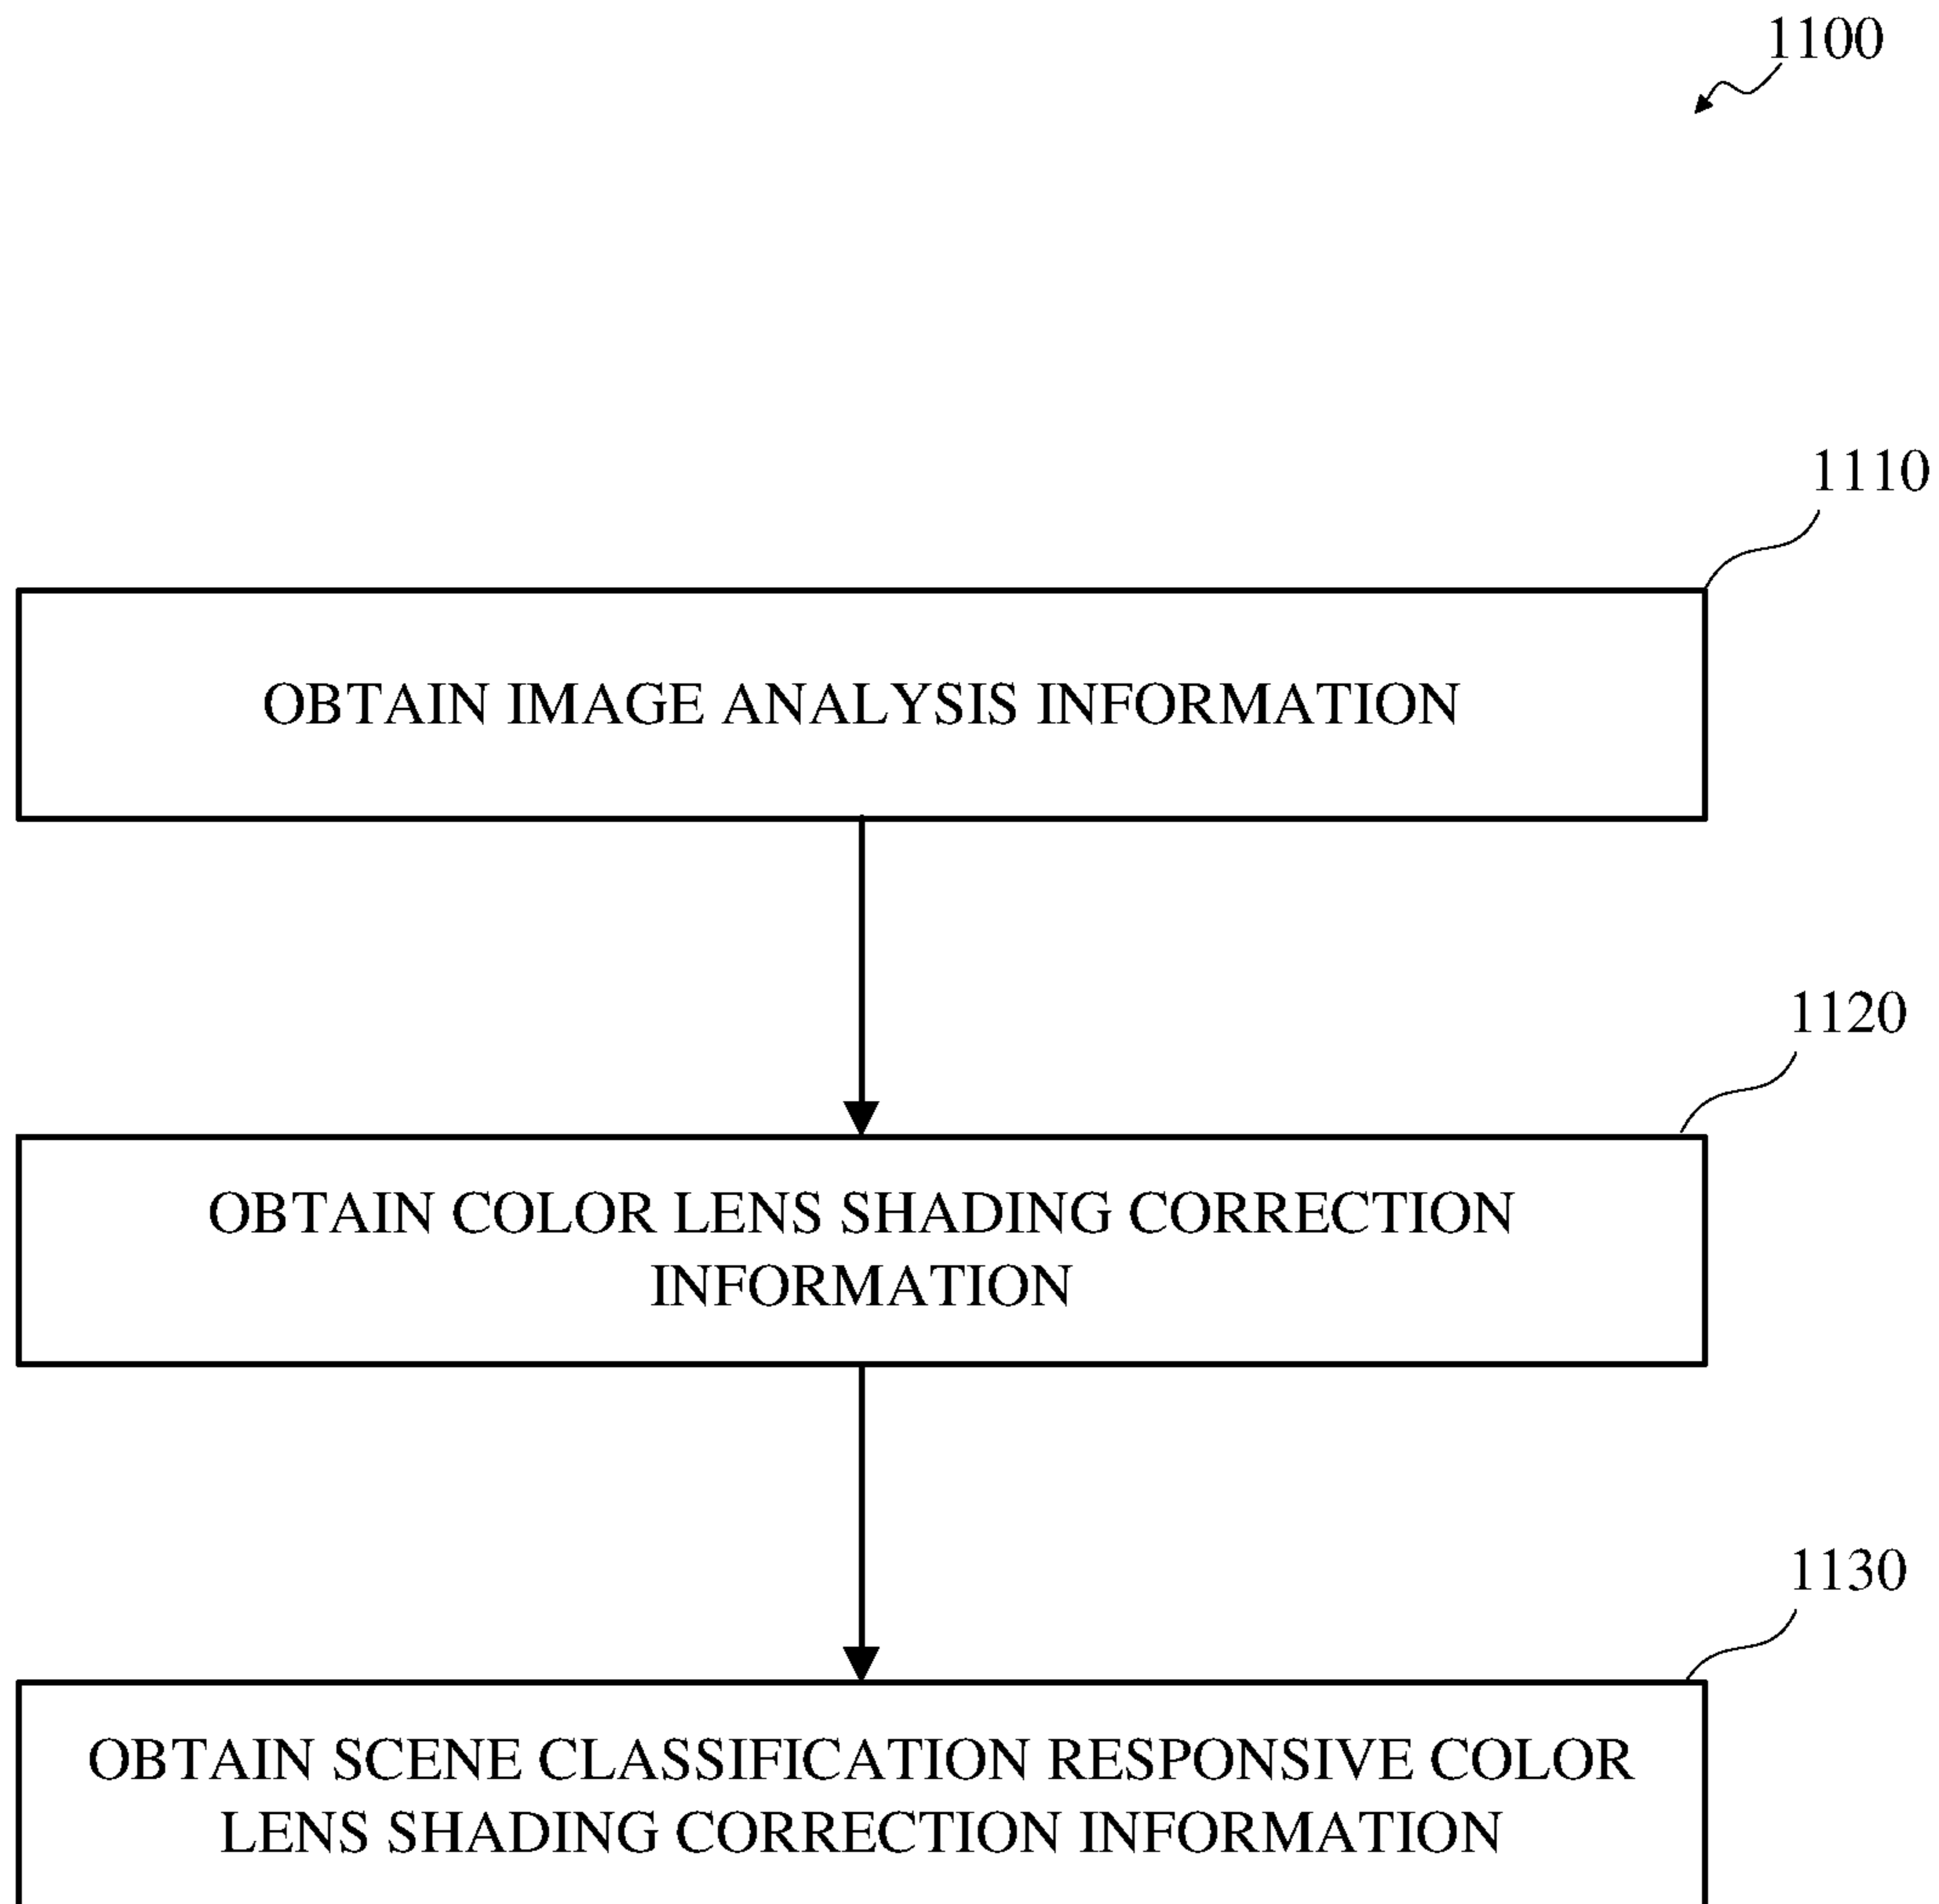 1100
1110
OBTAIN IMAGE ANALYSIS INFORMATION
1120
OBTAIN COLOR LENS SHADING CORRECTION
INFORMATION
1130
OBTAIN SCENE CLASSIFICATION RESPONSIVE COLOR
LENS SHADING CORRECTION INFORMATION